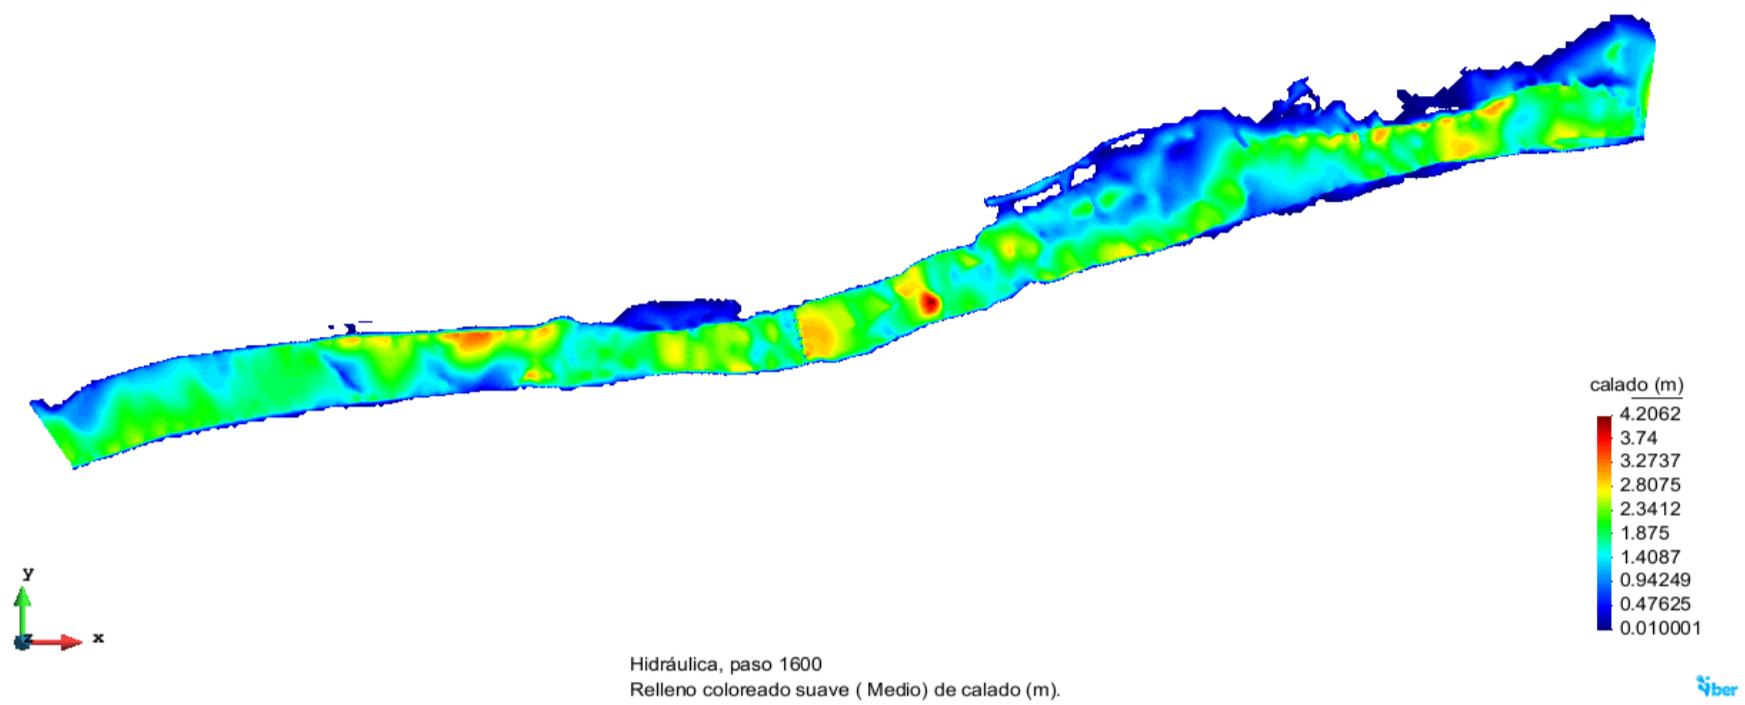 calado (m)
4.2062
3.74
3.2737
2.8075
2.3412
1.875
1.4087
0.94249
0.47625
0.010001
y
z
x
Hidráulica, paso 1600
Relleno coloreado suave ( Medio) de calado (m).
iber